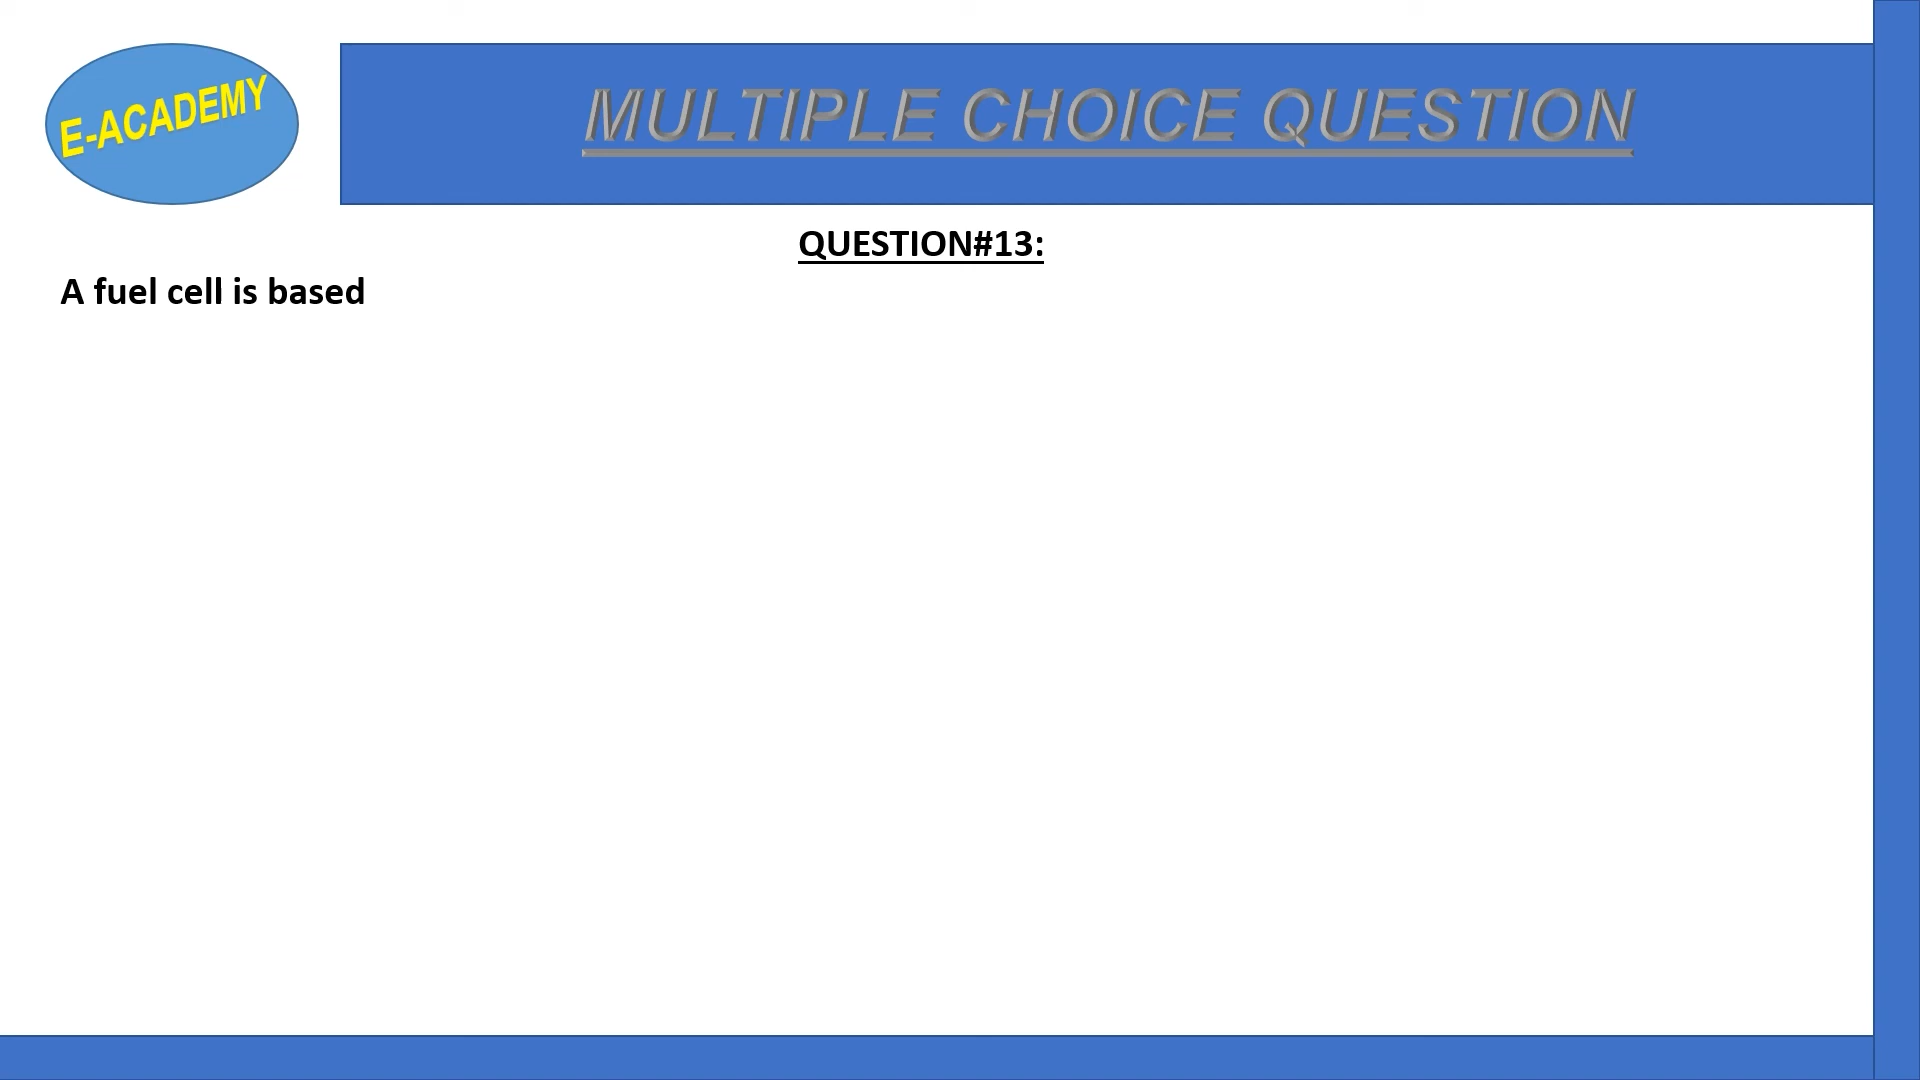 E-ACADEMY
MULTIPLE CHOICE QUESTION
QUESTION#13:
A fuel cell is based